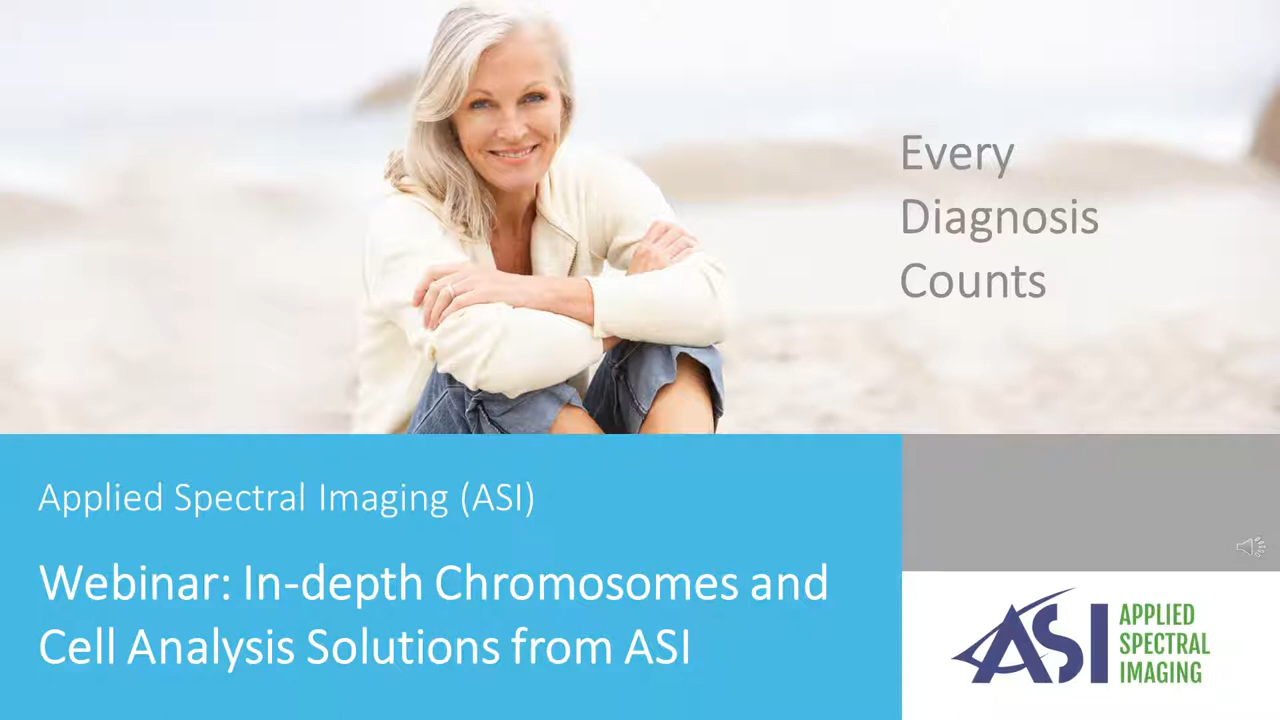 Every
Diagnosis
Counts
Applied Spectral Imaging (ASI)
Webinar: In-depth Chromosomes and
Cell Analysis Solutions from ASI
ASI
APPLIED
SPECTRAL
IMAGING